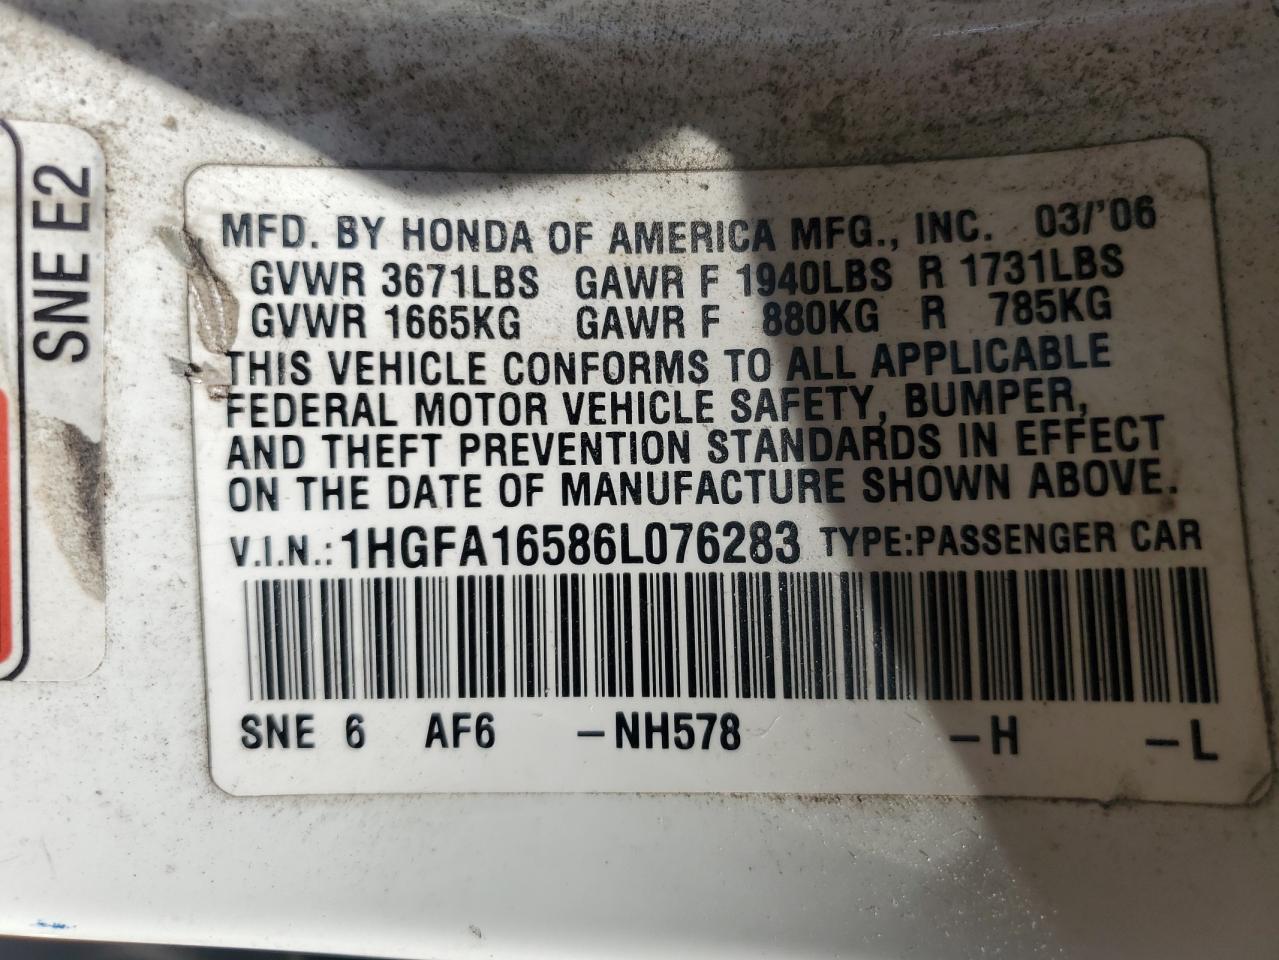 SNE E2
MFD. BY HONDA OF AMERICA MFG., INC. 03/'06
GVWR 3671LBS GAWR F 1940LBS R 1731LBS
GVWR 1665KG GAWR F 880KG R 785KG
THIS VEHICLE CONFORMS TO ALL APPLICABLE
FEDERAL MOTOR VEHICLE SAFETY, BUMPER,
AND THEFT PREVENTION STANDARDS IN EFFECT
ON THE DATE OF MANUFACTURE SHOWN ABOVE.
V.I.N.: 1HGFA16586L076283 TYPE:PASSENGER CAR
SNE 6 AF6 –NH578 –H –L